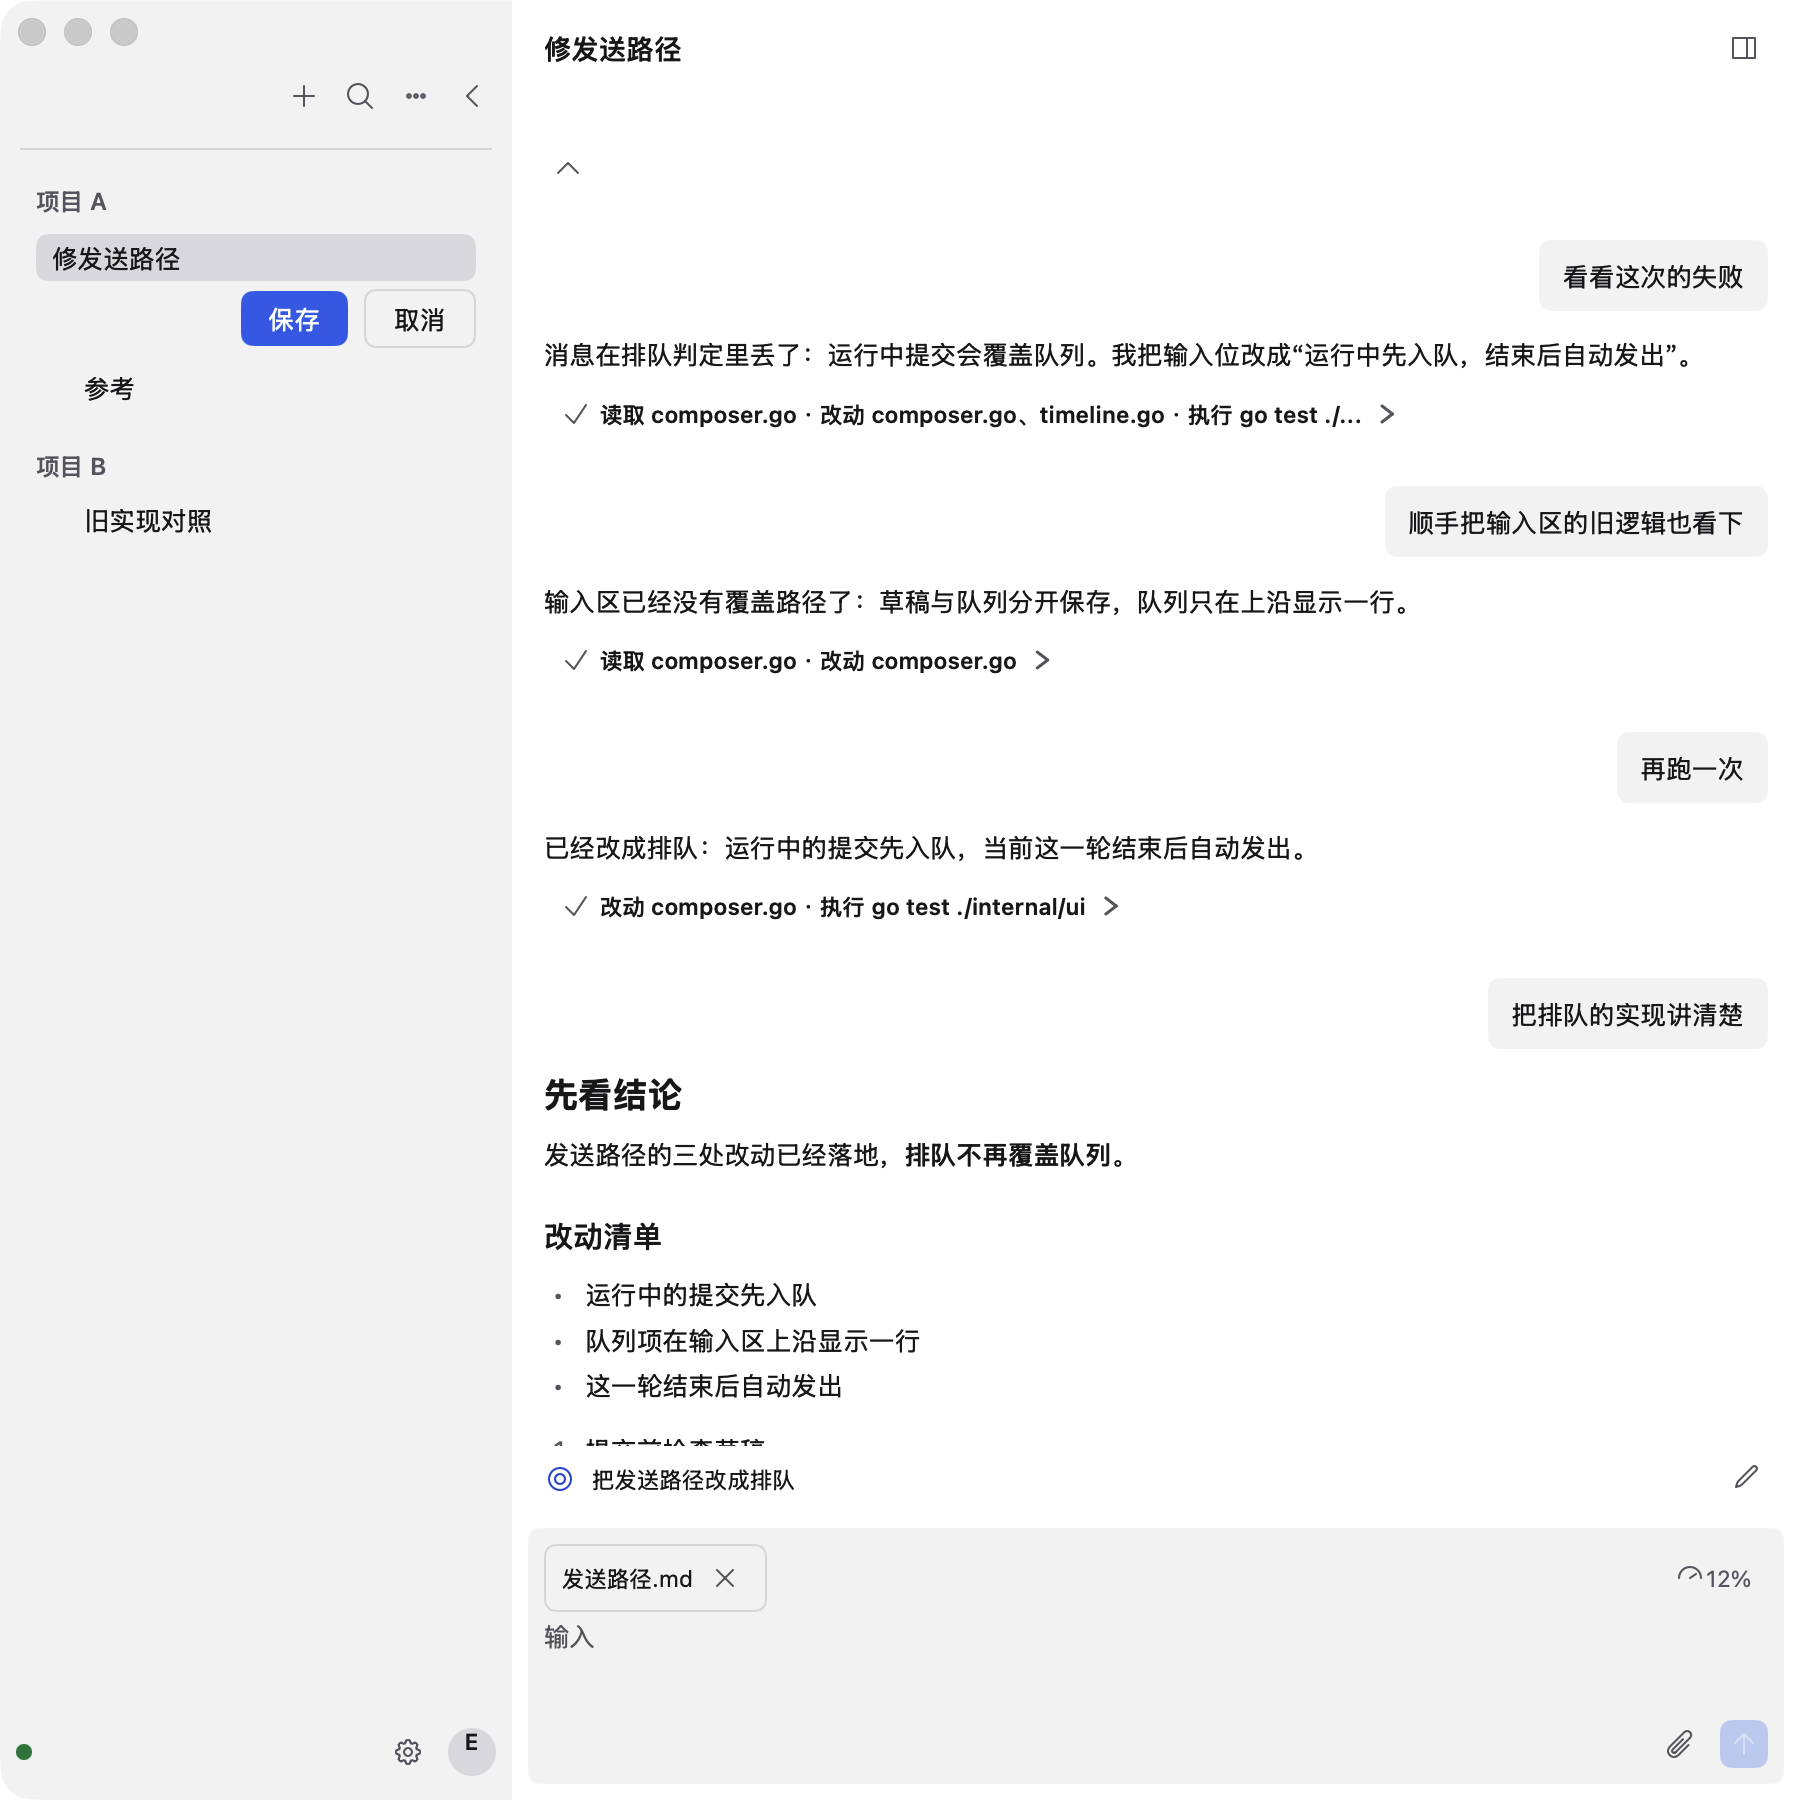 修发送路径
项目 A
修发送路径
保存
取消
参考
项目 B
旧实现对照
E
看看这次的失败
消息在排队判定里丢了：运行中提交会覆盖队列。我把输入位改成“运行中先入队，结束后自动发出”。
读取 composer.go · 改动 composer.go、timeline.go · 执行 go test ./...
顺手把输入区的旧逻辑也看下
输入区已经没有覆盖路径了：草稿与队列分开保存，队列只在上沿显示一行。
读取 composer.go · 改动 composer.go
再跑一次
已经改成排队：运行中的提交先入队，当前这一轮结束后自动发出。
改动 composer.go · 执行 go test ./internal/ui
把排队的实现讲清楚
先看结论
发送路径的三处改动已经落地，排队不再覆盖队列。
改动清单
• 运行中的提交先入队
• 队列项在输入区上沿显示一行
• 这一轮结束后自动发出
把发送路径改成排队
发送路径.md
12%
输入